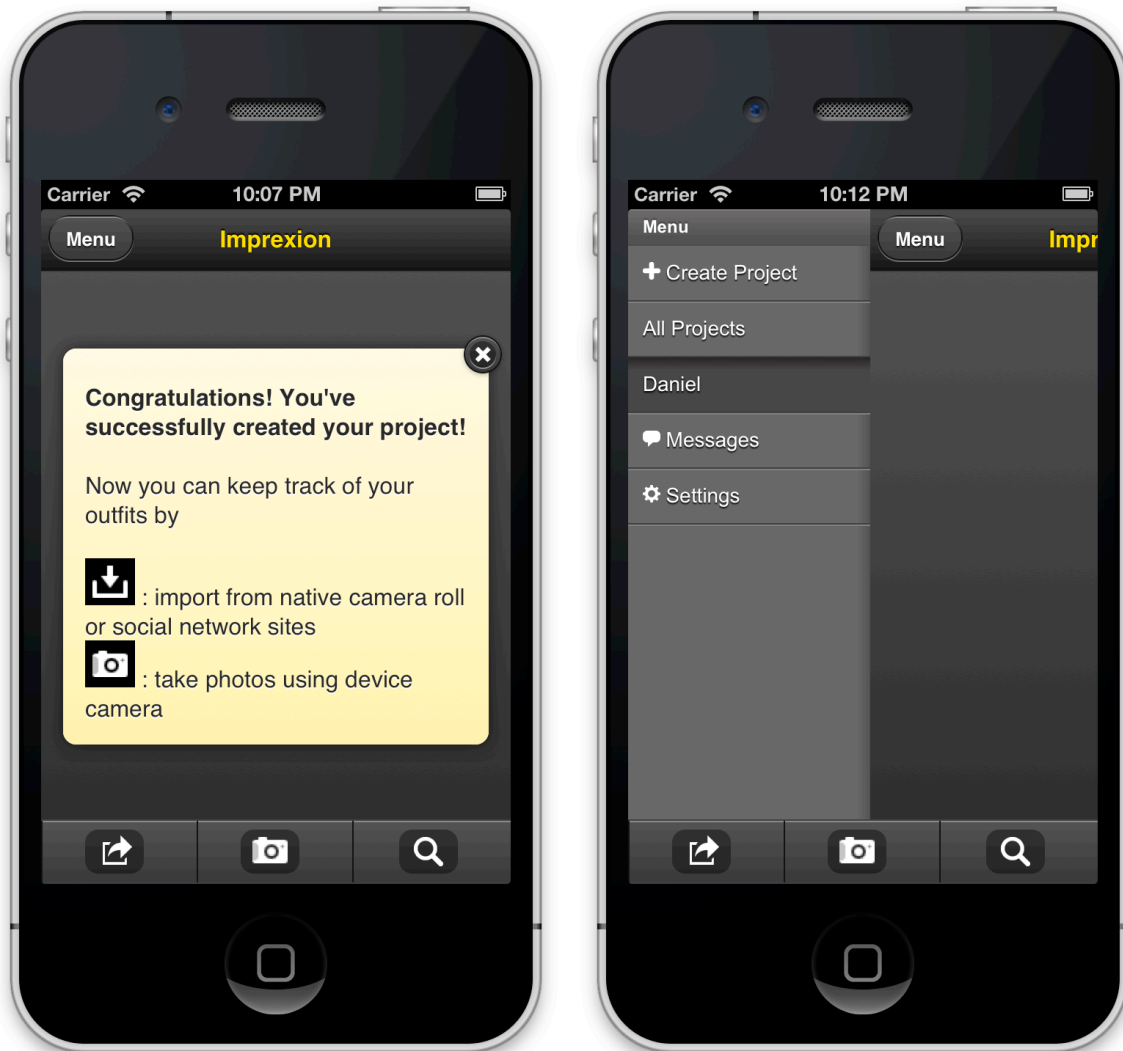 Carrier 10:07 PM
Menu Imprexion
Congratulations! You've
successfully created your project!
Now you can keep track of your
outfits by
: import from native camera roll
or social network sites
: take photos using device
camera
Carrier 10:12 PM
Menu
Menu Impr
Create Project
All Projects
Daniel
Messages
Settings